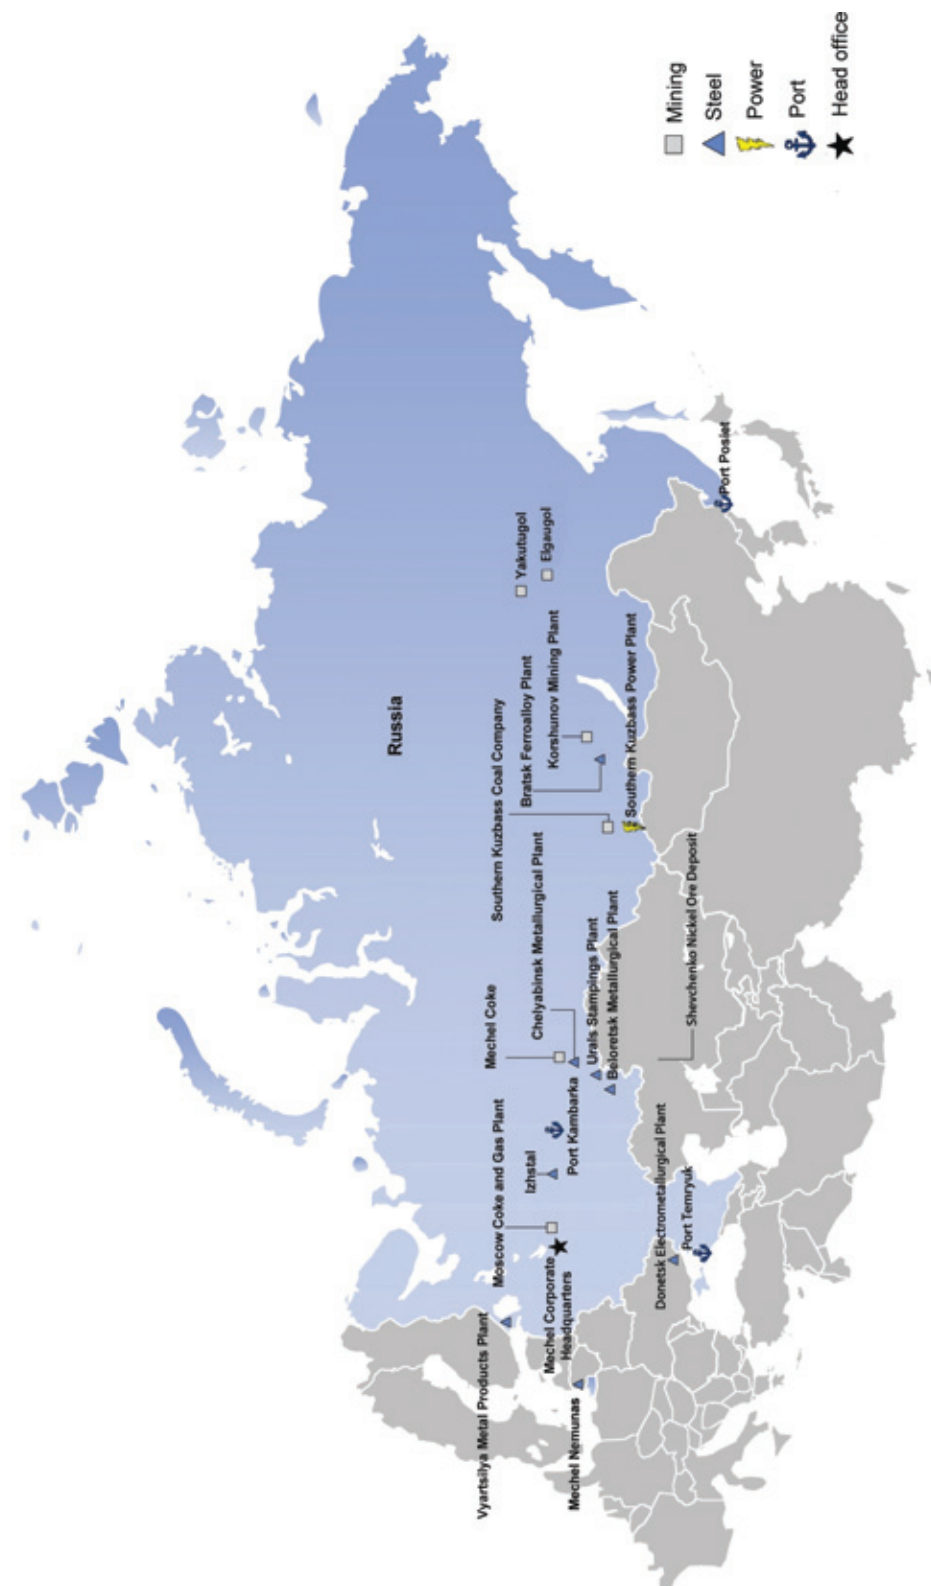 Russia
Yakutugol
Elgaugol
Korshunov Mining Plant
Bratsk Ferroalloy Plant
Southern Kuzbass Coal Company
Southern Kuzbass Power Plant
Port Posiet
Mechel Coke
Chelyabinsk Metallurgical Plant
Urals Stampings Plant
Beloretsk Metallurgical Plant
Shevchenko Nickel Ore Deposit
Moscow Coke and Gas Plant
Izhstal
Port Kambarka
Vyartsilya Metal Products Plant
Mechel Corporate
Headquarters
Mechel Nemunas
Donetsk Electrometallurgical Plant
Port Temryuk
Mining
Steel
Power
Port
Head office